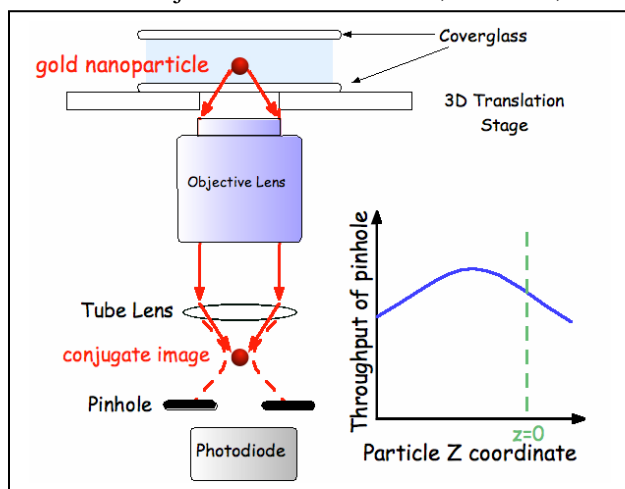 Coverglass
gold nanoparticle
3D Translation
Stage
Objective Lens
Tube Lens
conjugate image
Pinhole
Photodiode
Throughput of pinhole
z=0
Particle Z coordinate